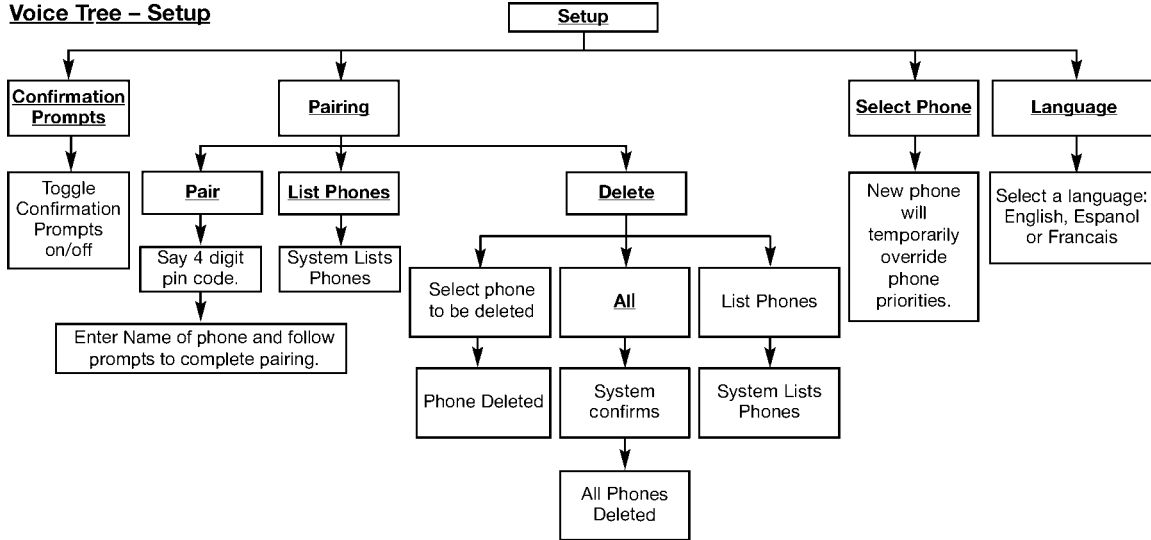 Voice Tree – Setup
Setup
Confirmation
Prompts
Pairing
Select Phone
Language
Toggle
Confirmation
Prompts
on/off
Pair
List Phones
Delete
New phone
will
temporarily
override
phone
priorities.
Select a language:
English, Espanol
or Francais
Say 4 digit
pin code.
System Lists
Phones
Select phone
to be deleted
All
List Phones
Enter Name of phone and follow
prompts to complete pairing.
Phone Deleted
System
confirms
System Lists
Phones
All Phones
Deleted